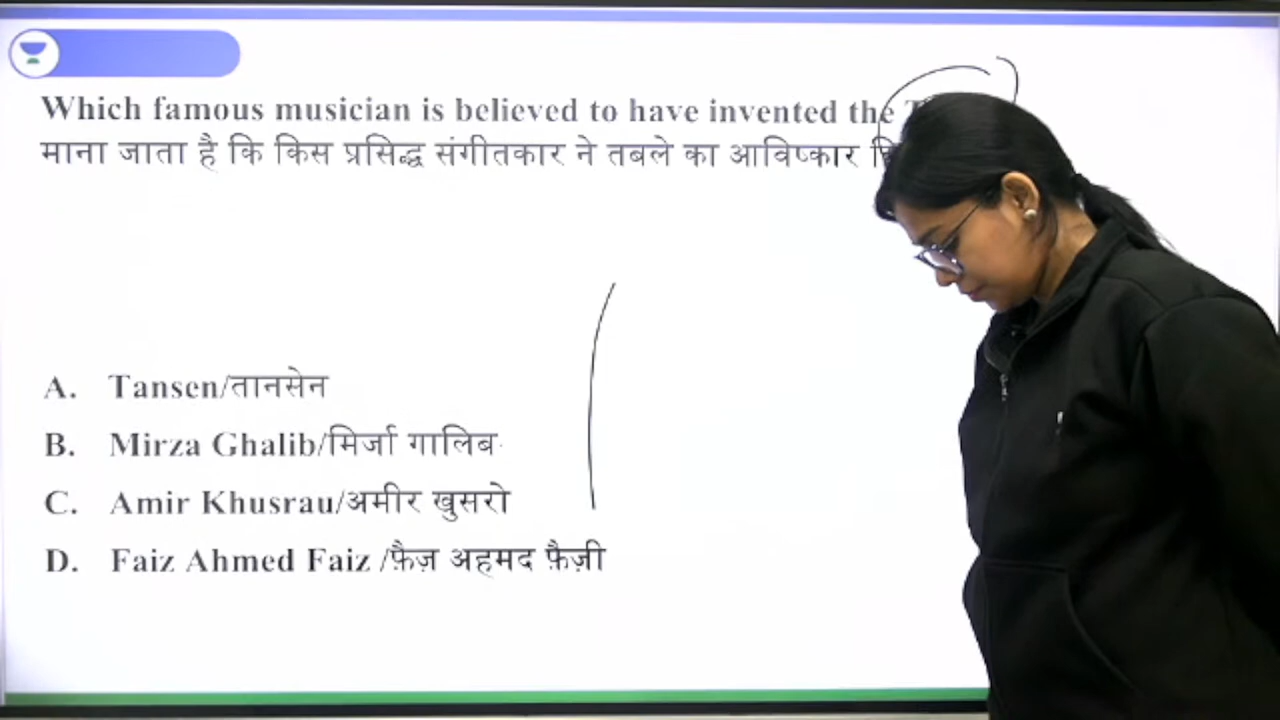 Which famous musician is believed to have invented the
माना जाता है कि किस प्रसिद्ध संगीतकार ने तबले का आविष्कार
A. Tansen/तानसेन
B. Mirza Ghalib/मिर्जा गालिब
C. Amir Khusrau/अमीर खुसरो
D. Faiz Ahmed Faiz /फ़ैज़ अहमद फ़ैज़ी